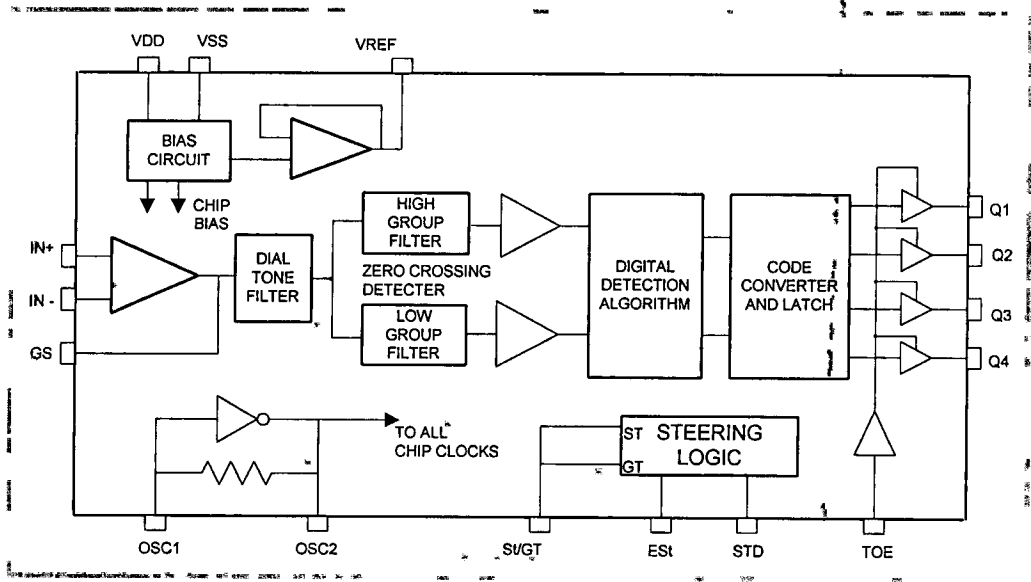 VDD
VSS
VREF
BIAS
CIRCUIT
CHIP
BIAS
IN+
IN -
GS
DIAL
TONE
FILTER
HIGH
GROUP
FILTER
ZERO CROSSING
DETECTER
LOW
GROUP
FILTER
DIGITAL
DETECTION
ALGORITHM
CODE
CONVERTER
AND LATCH
Q1
Q2
Q3
Q4
TO ALL
CHIP CLOCKS
ST
GT
STEERING
LOGIC
OSC1
OSC2
St/GT
ESt
STD
TOE